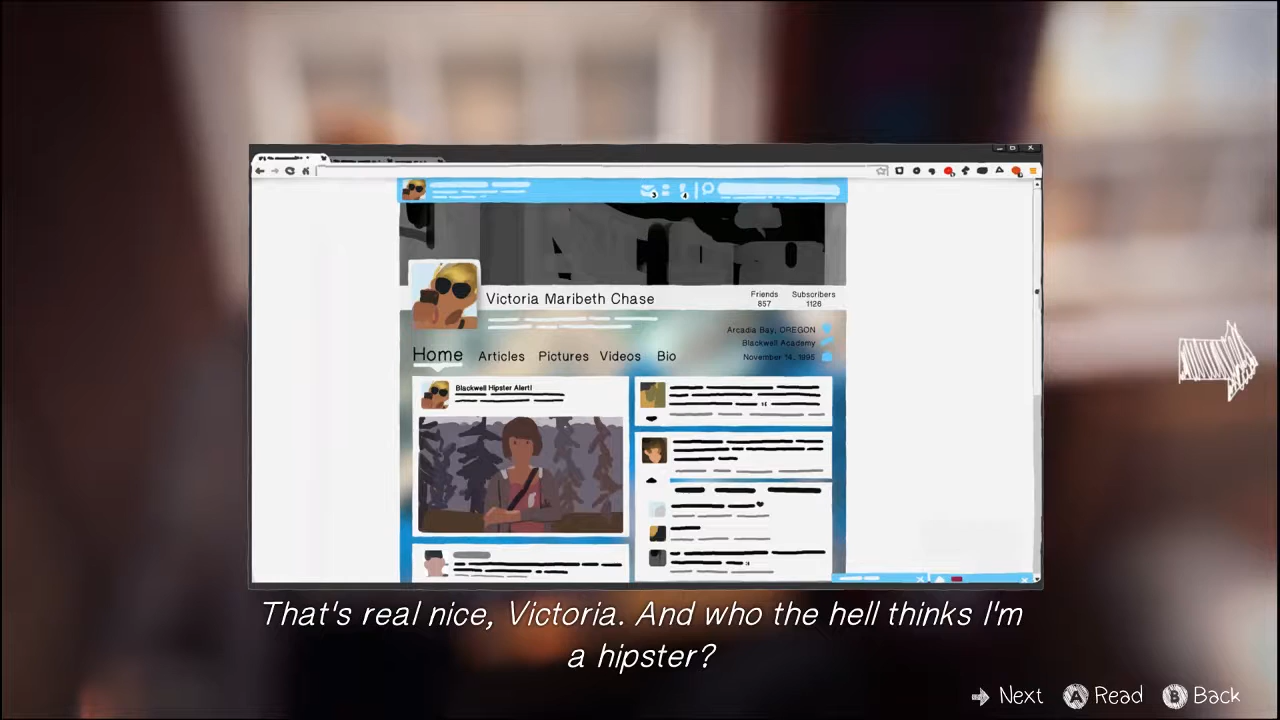 Victoria Maribeth Chase
Friends
857
Subscribers
1126
Arcadia Bay, OREGON
Blackwell Academy
November 14, 1995
Home Articles Pictures Videos Bio
Blackwell Hipster Alert!
That's real nice, Victoria. And who the hell thinks I'm
a hipster?
Next A Read B Back